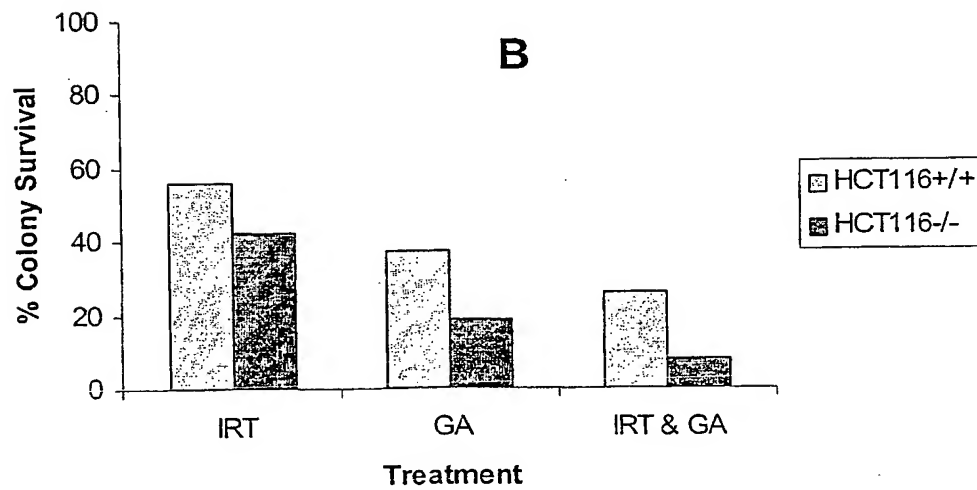 B
100
80
60
40
20
0
% Colony Survival
IRT
GA
IRT & GA
Treatment
HCT116+/+
HCT116-/-